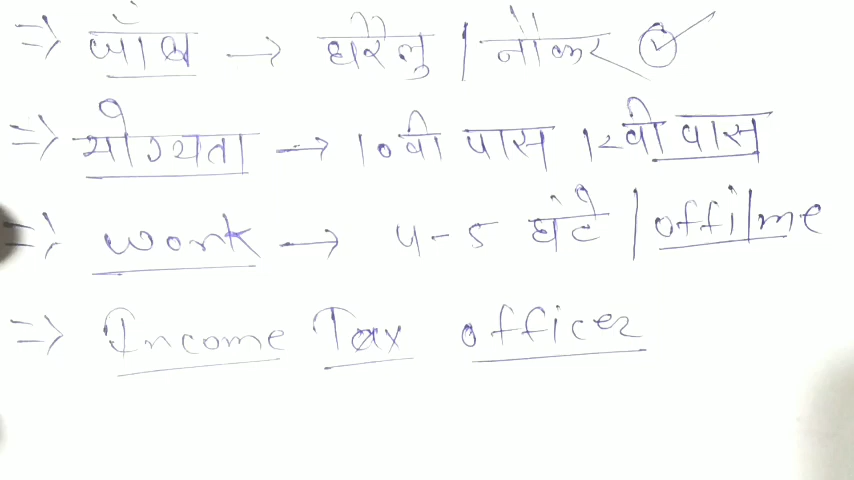 ⇒ जॉब → घरेलु | नौकर
⇒ योग्यता → 10वी पास 12वी पास
⇒ work → 4-5 घंटे | offilme
⇒ Income Tax officer